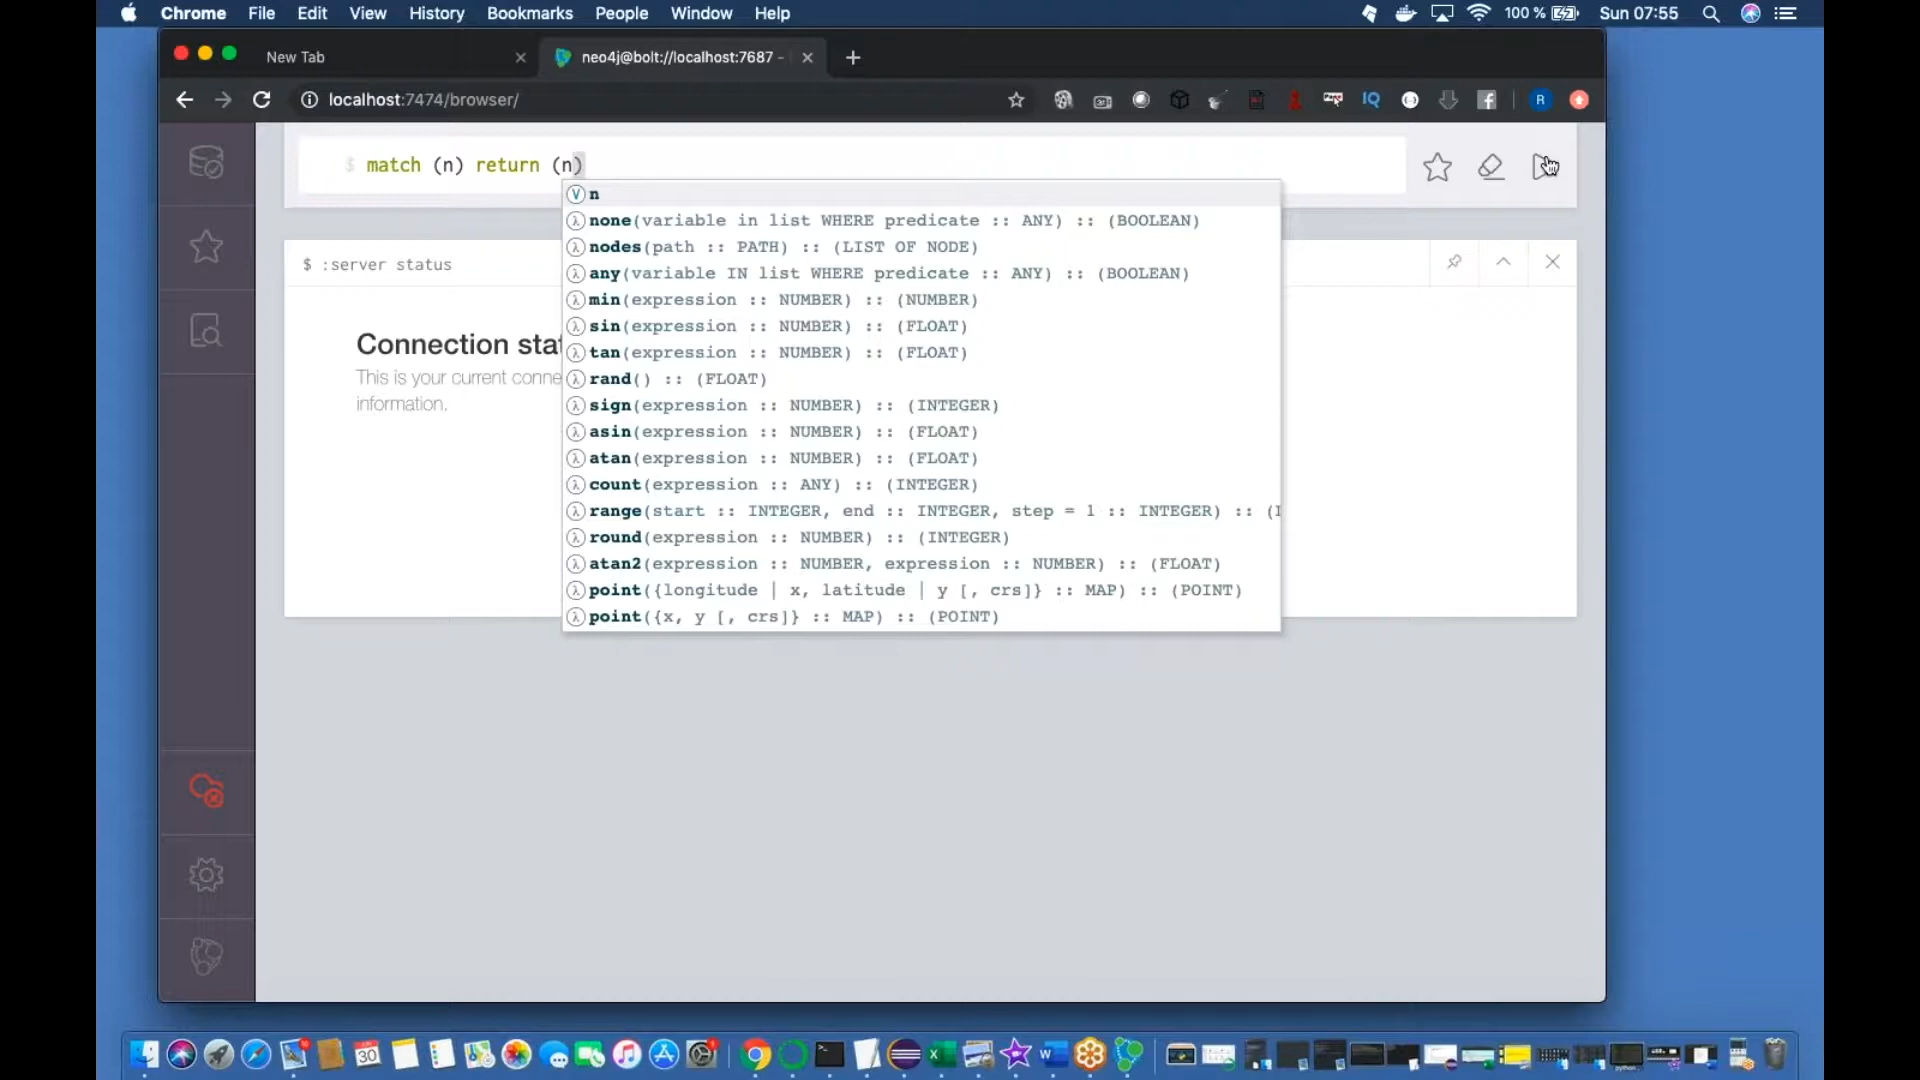 Chrome File Edit View History Bookmarks People Window Help 100 % Sun 07:55
New Tab neo4j@bolt://localhost:7687 -
localhost:7474/browser/ IQ R
$ match (n) return (n)
n
none(variable in list WHERE predicate :: ANY) :: (BOOLEAN)
nodes(path :: PATH) :: (LIST OF NODE)
any(variable IN list WHERE predicate :: ANY) :: (BOOLEAN)
min(expression :: NUMBER) :: (NUMBER)
sin(expression :: NUMBER) :: (FLOAT)
tan(expression :: NUMBER) :: (FLOAT)
rand() :: (FLOAT)
sign(expression :: NUMBER) :: (INTEGER)
asin(expression :: NUMBER) :: (FLOAT)
atan(expression :: NUMBER) :: (FLOAT)
count(expression :: ANY) :: (INTEGER)
range(start :: INTEGER, end :: INTEGER, step = 1 :: INTEGER) :: (
round(expression :: NUMBER) :: (INTEGER)
atan2(expression :: NUMBER, expression :: NUMBER) :: (FLOAT)
point({longitude | x, latitude | y [, crs]} :: MAP) :: (POINT)
point({x, y [, crs]} :: MAP) :: (POINT)
$ :server status
Connection sta
This is your current conne
information.
30